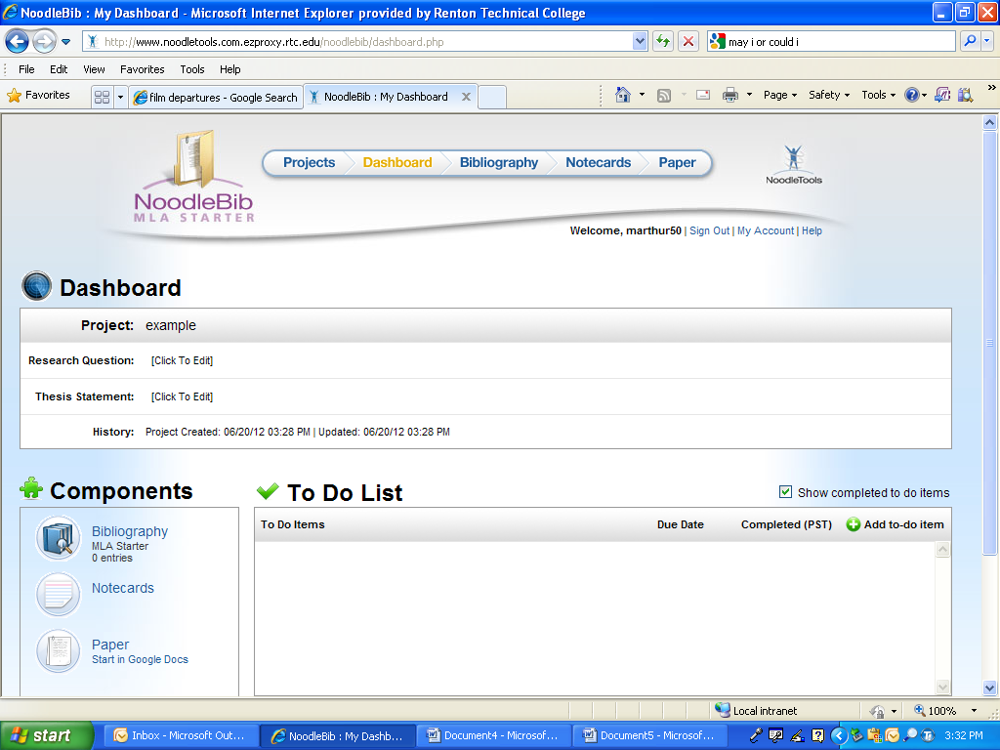 NoodleBib : My Dashboard - Microsoft Internet Explorer provided by Renton Technical College
http://www.noodletools.com.ezproxy.rtc.edu/noodlebib/dashboard.php
may i or could i
File Edit View Favorites Tools Help
Favorites
film departures - Google Search
NoodleBib : My Dashboard
Page Safety Tools
Projects Dashboard Bibliography Notecards Paper
NoodleBib
MLA STARTER
NoodleTools
Welcome, marthur50 | Sign Out | My Account | Help
Dashboard
Project: example
Research Question: [Click To Edit]
Thesis Statement: [Click To Edit]
History: Project Created: 06/20/12 03:28 PM | Updated: 06/20/12 03:28 PM
Components
Bibliography
MLA Starter
0 entries
Notecards
Paper
Start in Google Docs
To Do List
Show completed to do items
To Do Items Due Date Completed (PST) Add to-do item
Local intranet
100%
start
Inbox - Microsoft Out...
NoodleBib : My Dashb...
Document4 - Microsof...
Document5 - Microsof...
3:32 PM